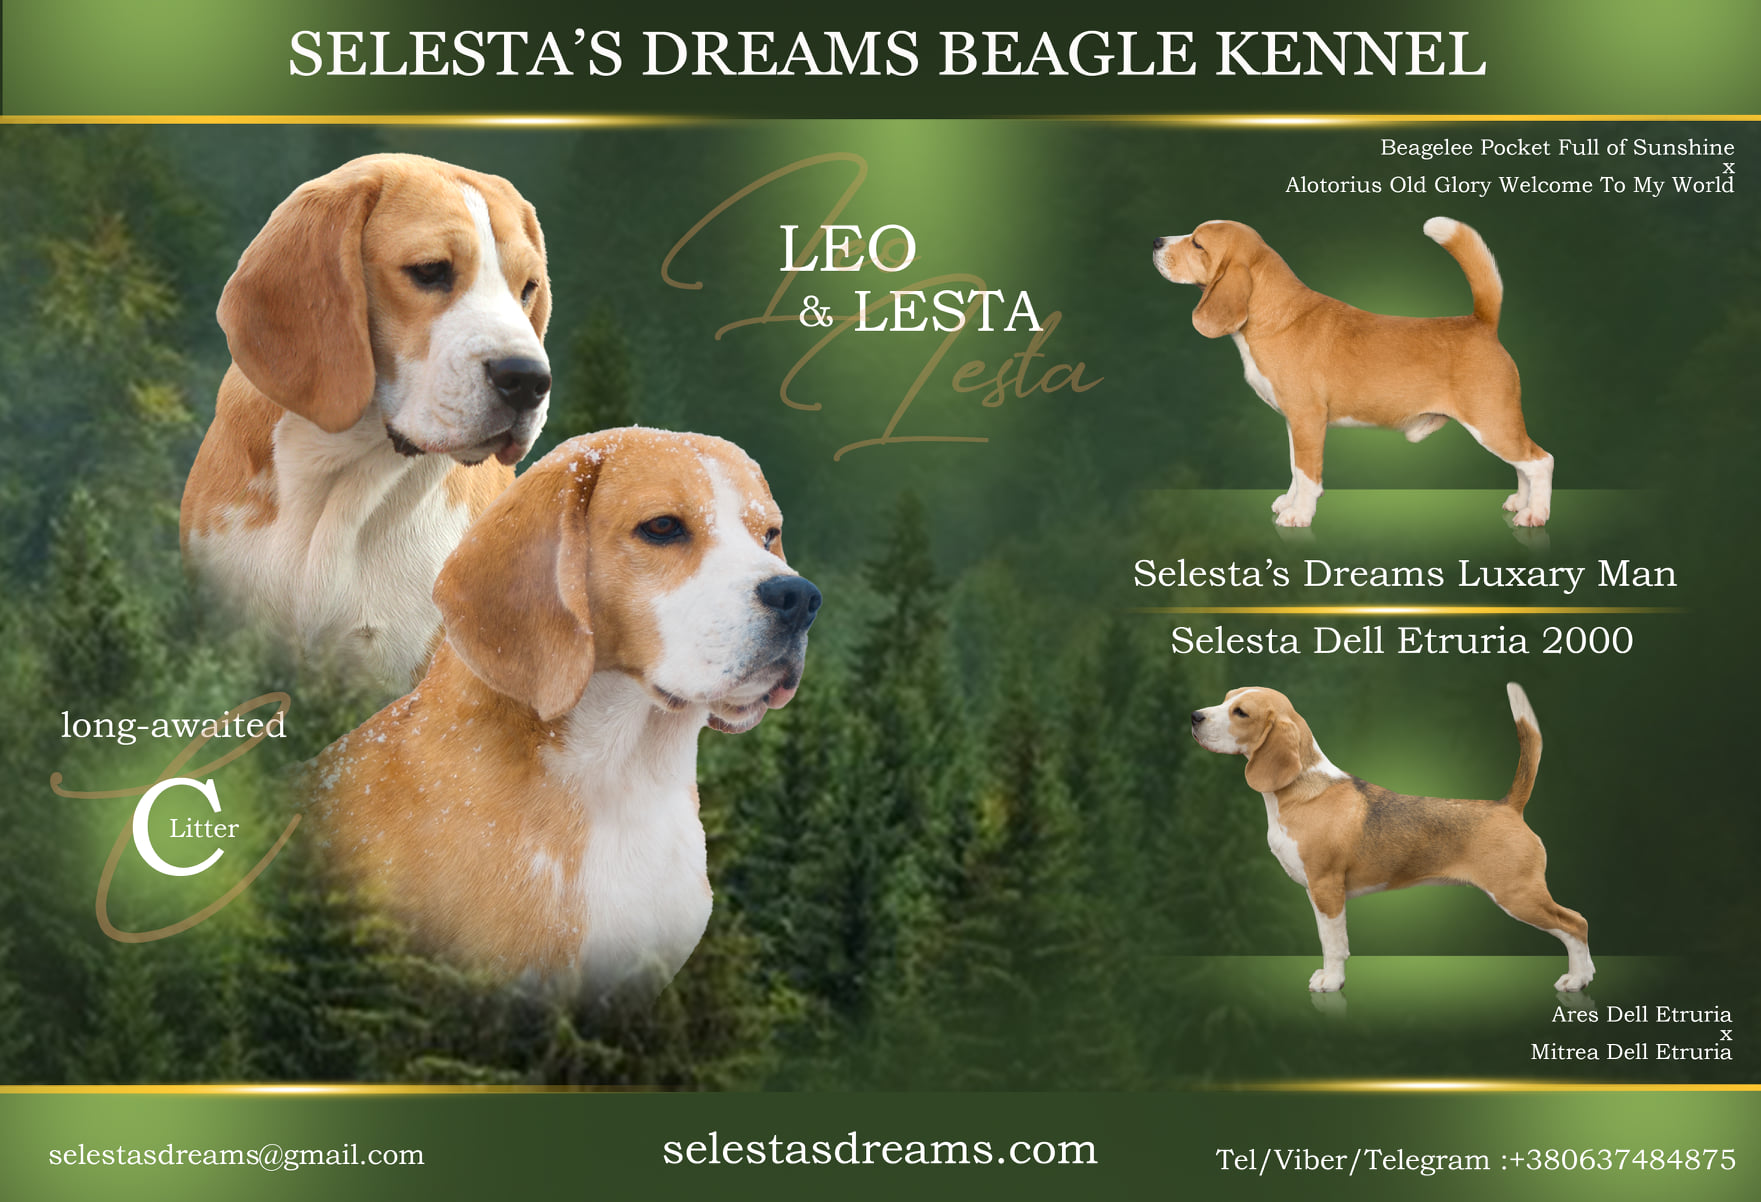 SELESTA’S DREAMS BEAGLE KENNEL
Beagelee Pocket Full of Sunshine
x
Alotorius Old Glory Welcome To My World
Leo
LEO
& LESTA
Lesta
Selesta’s Dreams Luxary Man
Selesta Dell Etruria 2000
long-awaited
C
C
Litter
Ares Dell Etruria
x
Mitrea Dell Etruria
selestasdreams@gmail.com
selestasdreams.com
Tel/Viber/Telegram :+380637484875